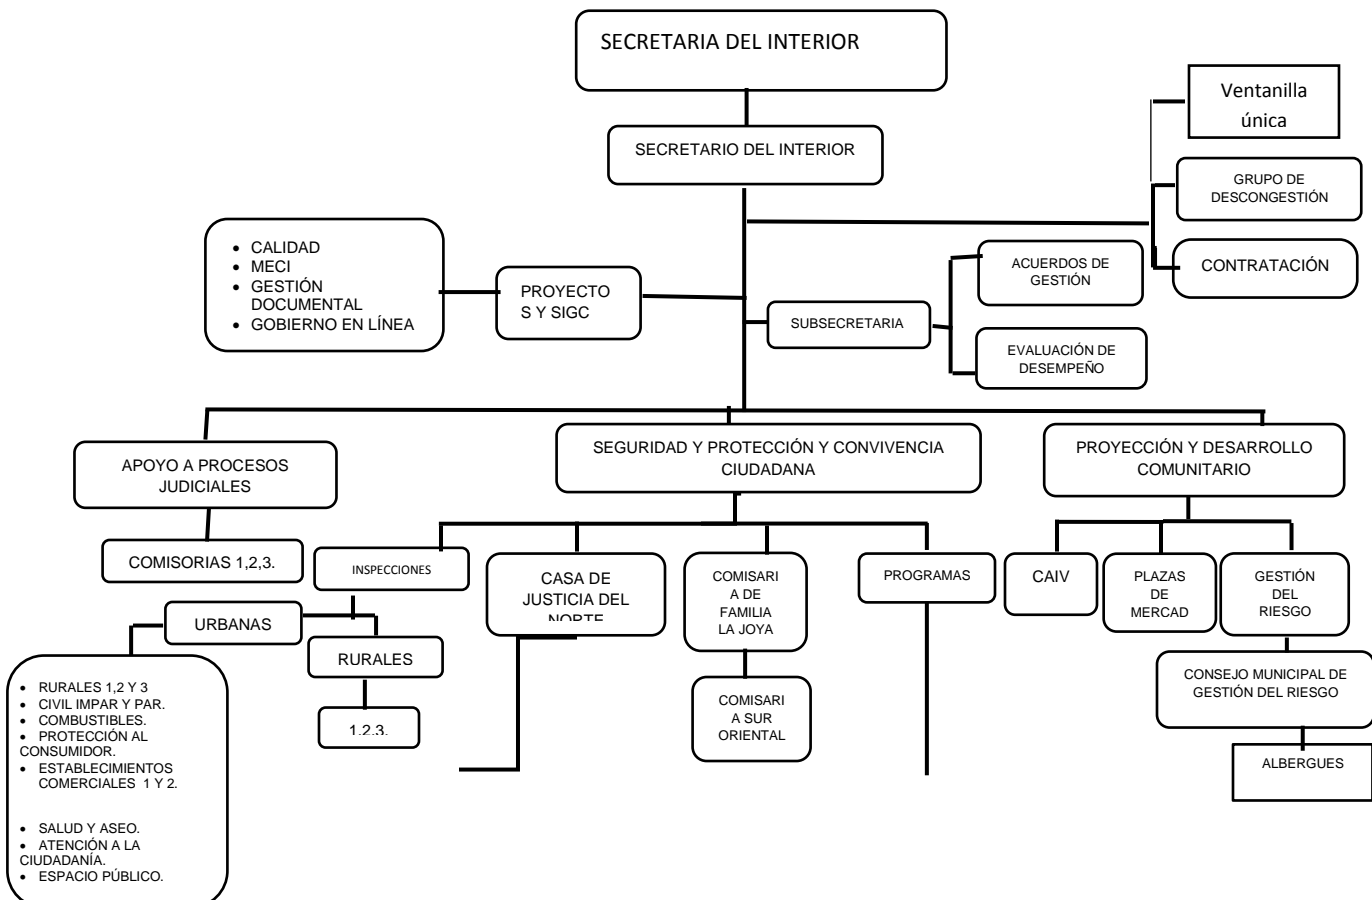 SECRETARIA DEL INTERIOR
SECRETARIO DEL INTERIOR
Ventanilla
única
GRUPO DE
DESCONGESTIÓN
CONTRATACIÓN
• CALIDAD
• MECI
• GESTIÓN
DOCUMENTAL
• GOBIERNO EN LÍNEA
PROYECTO
S Y SIGC
SUBSECRETARIA
ACUERDOS DE
GESTIÓN
EVALUACIÓN DE
DESEMPEÑO
APOYO A PROCESOS
JUDICIALES
SEGURIDAD Y PROTECCIÓN Y CONVIVENCIA
CIUDADANA
PROYECCIÓN Y DESARROLLO
COMUNITARIO
COMISORIAS 1,2,3.
INSPECCIONES
CASA DE
JUSTICIA DEL
NORTE
COMISARI
A DE
FAMILIA
LA JOYA
PROGRAMAS
CAIV
PLAZAS
DE
MERCAD
GESTIÓN
DEL
RIESGO
URBANAS
RURALES
1.2.3.
COMISARI
A SUR
ORIENTAL
CONSEJO MUNICIPAL DE
GESTIÓN DEL RIESGO
ALBERGUES
• RURALES 1,2 Y 3
• CIVIL IMPAR Y PAR.
• COMBUSTIBLES.
• PROTECCIÓN AL
CONSUMIDOR.
• ESTABLECIMIENTOS
COMERCIALES 1 Y 2.
• SALUD Y ASEO.
• ATENCIÓN A LA
CIUDADANÍA.
• ESPACIO PÚBLICO.